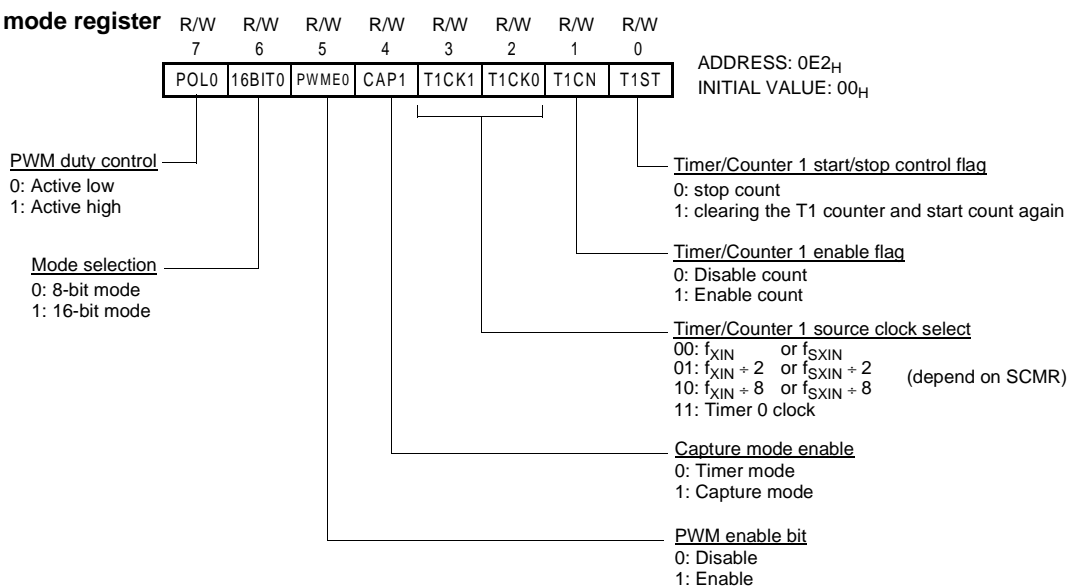 mode register
R/W R/W R/W R/W R/W R/W R/W R/W
7 6 5 4 3 2 1 0
POL0 16BIT0 PWME0 CAP1 T1CK1 T1CK0 T1CN T1ST
ADDRESS: 0E2H
INITIAL VALUE: 00H
PWM duty control
0: Active low
1: Active high
Mode selection
0: 8-bit mode
1: 16-bit mode
Timer/Counter 1 start/stop control flag
0: stop count
1: clearing the T1 counter and start count again
Timer/Counter 1 enable flag
0: Disable count
1: Enable count
Timer/Counter 1 source clock select
00: fXIN or fSXIN
01: fXIN ÷ 2 or fSXIN ÷ 2
10: fXIN ÷ 8 or fSXIN ÷ 8
(depend on SCMR)
11: Timer 0 clock
Capture mode enable
0: Timer mode
1: Capture mode
PWM enable bit
0: Disable
1: Enable